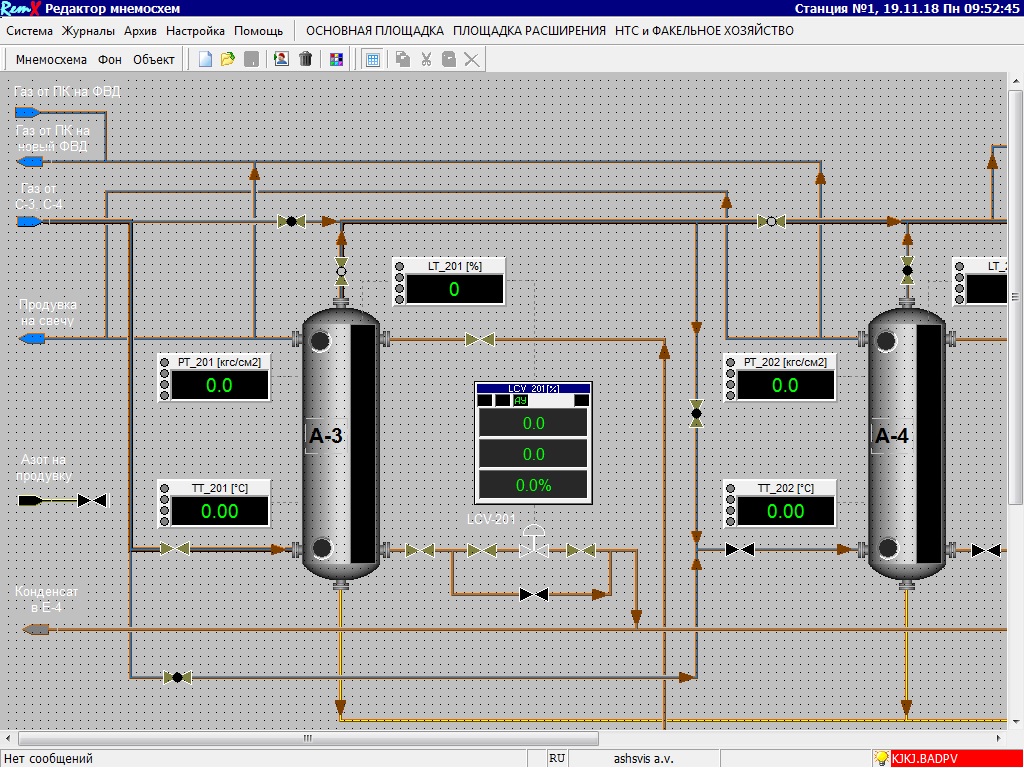 RemX Редактор мнемосхем
Станция №1, 19.11.18 Пн 09:52:45
Система Журналы Архив Настройка Помощь ОСНОВНАЯ ПЛОЩАДКА ПЛОЩАДКА РАСШИРЕНИЯ НТС и ФАКЕЛЬНОЕ ХОЗЯЙСТВО
Мнемосхема Фон Объект
Газ от ПК на ФВД
Газ от ПК на
новый ФВД
Газ от
С-3, С-4
LT_201 [%]
0
LT_2
Продувка
на свечу
PT_201 [кгс/см2]
0.0
PT_202 [кгс/см2]
0.0
LCV_201[%]
АУ
0.0
0.0
0.0%
А-3
А-4
Азот на
продувку
TT_201 [°C]
0.00
TT_202 [°C]
0.00
LCV-201
Конденсат
в Е-4
Нет сообщений
RU
ashsvis a.v.
KJKJ.BADPV